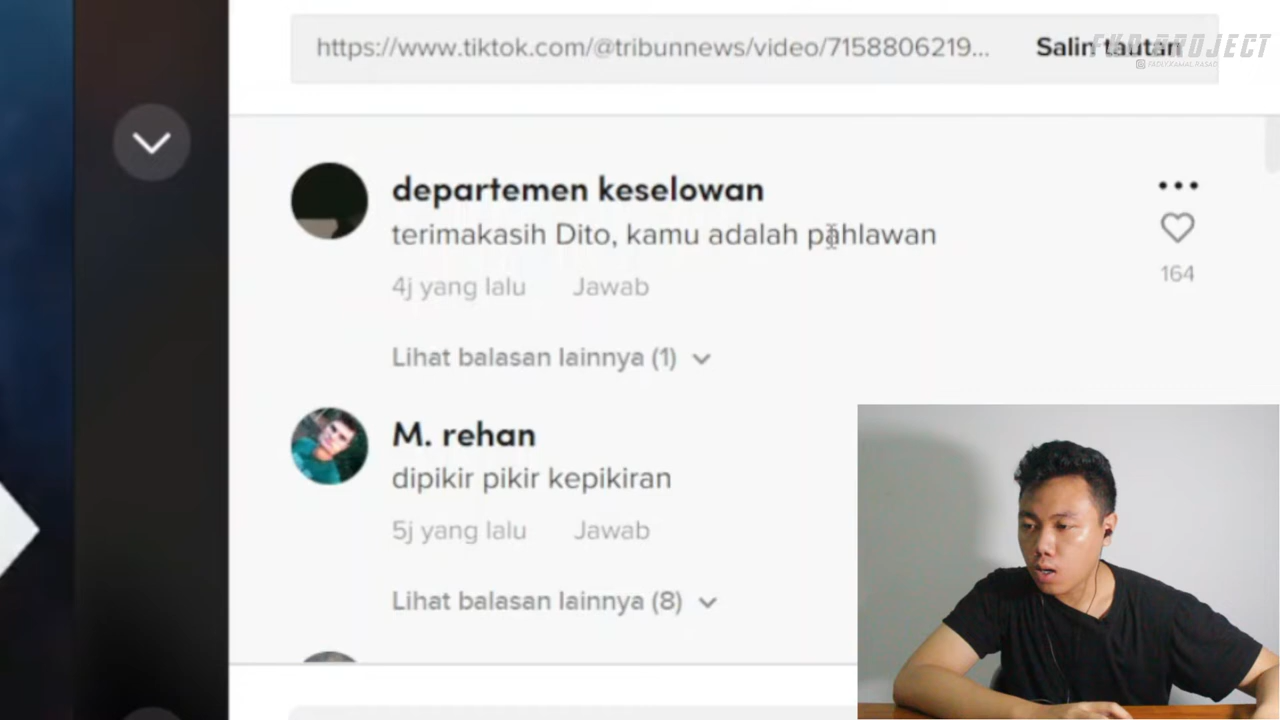 https://www.tiktok.com/@tribunnews/video/7158806219... Salin tautan
PROJECT
departemen keselowan
terimakasih Dito, kamu adalah pahlawan
164
4j yang lalu Jawab
Lihat balasan lainnya (1)
M. rehan
dipikir pikir kepikiran
5j yang lalu Jawab
Lihat balasan lainnya (8)